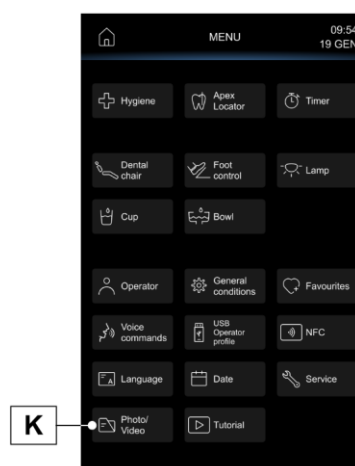 MENU
09:54
19 GEN
Hygiene
Apex
Locator
Timer
Dental
chair
Foot
control
Lamp
Cup
Bowl
Operator
General
conditions
Favourites
Voice
commands
USB
Operator
profile
NFC
A Language
Date
Service
K
Photo/
Video
Tutorial